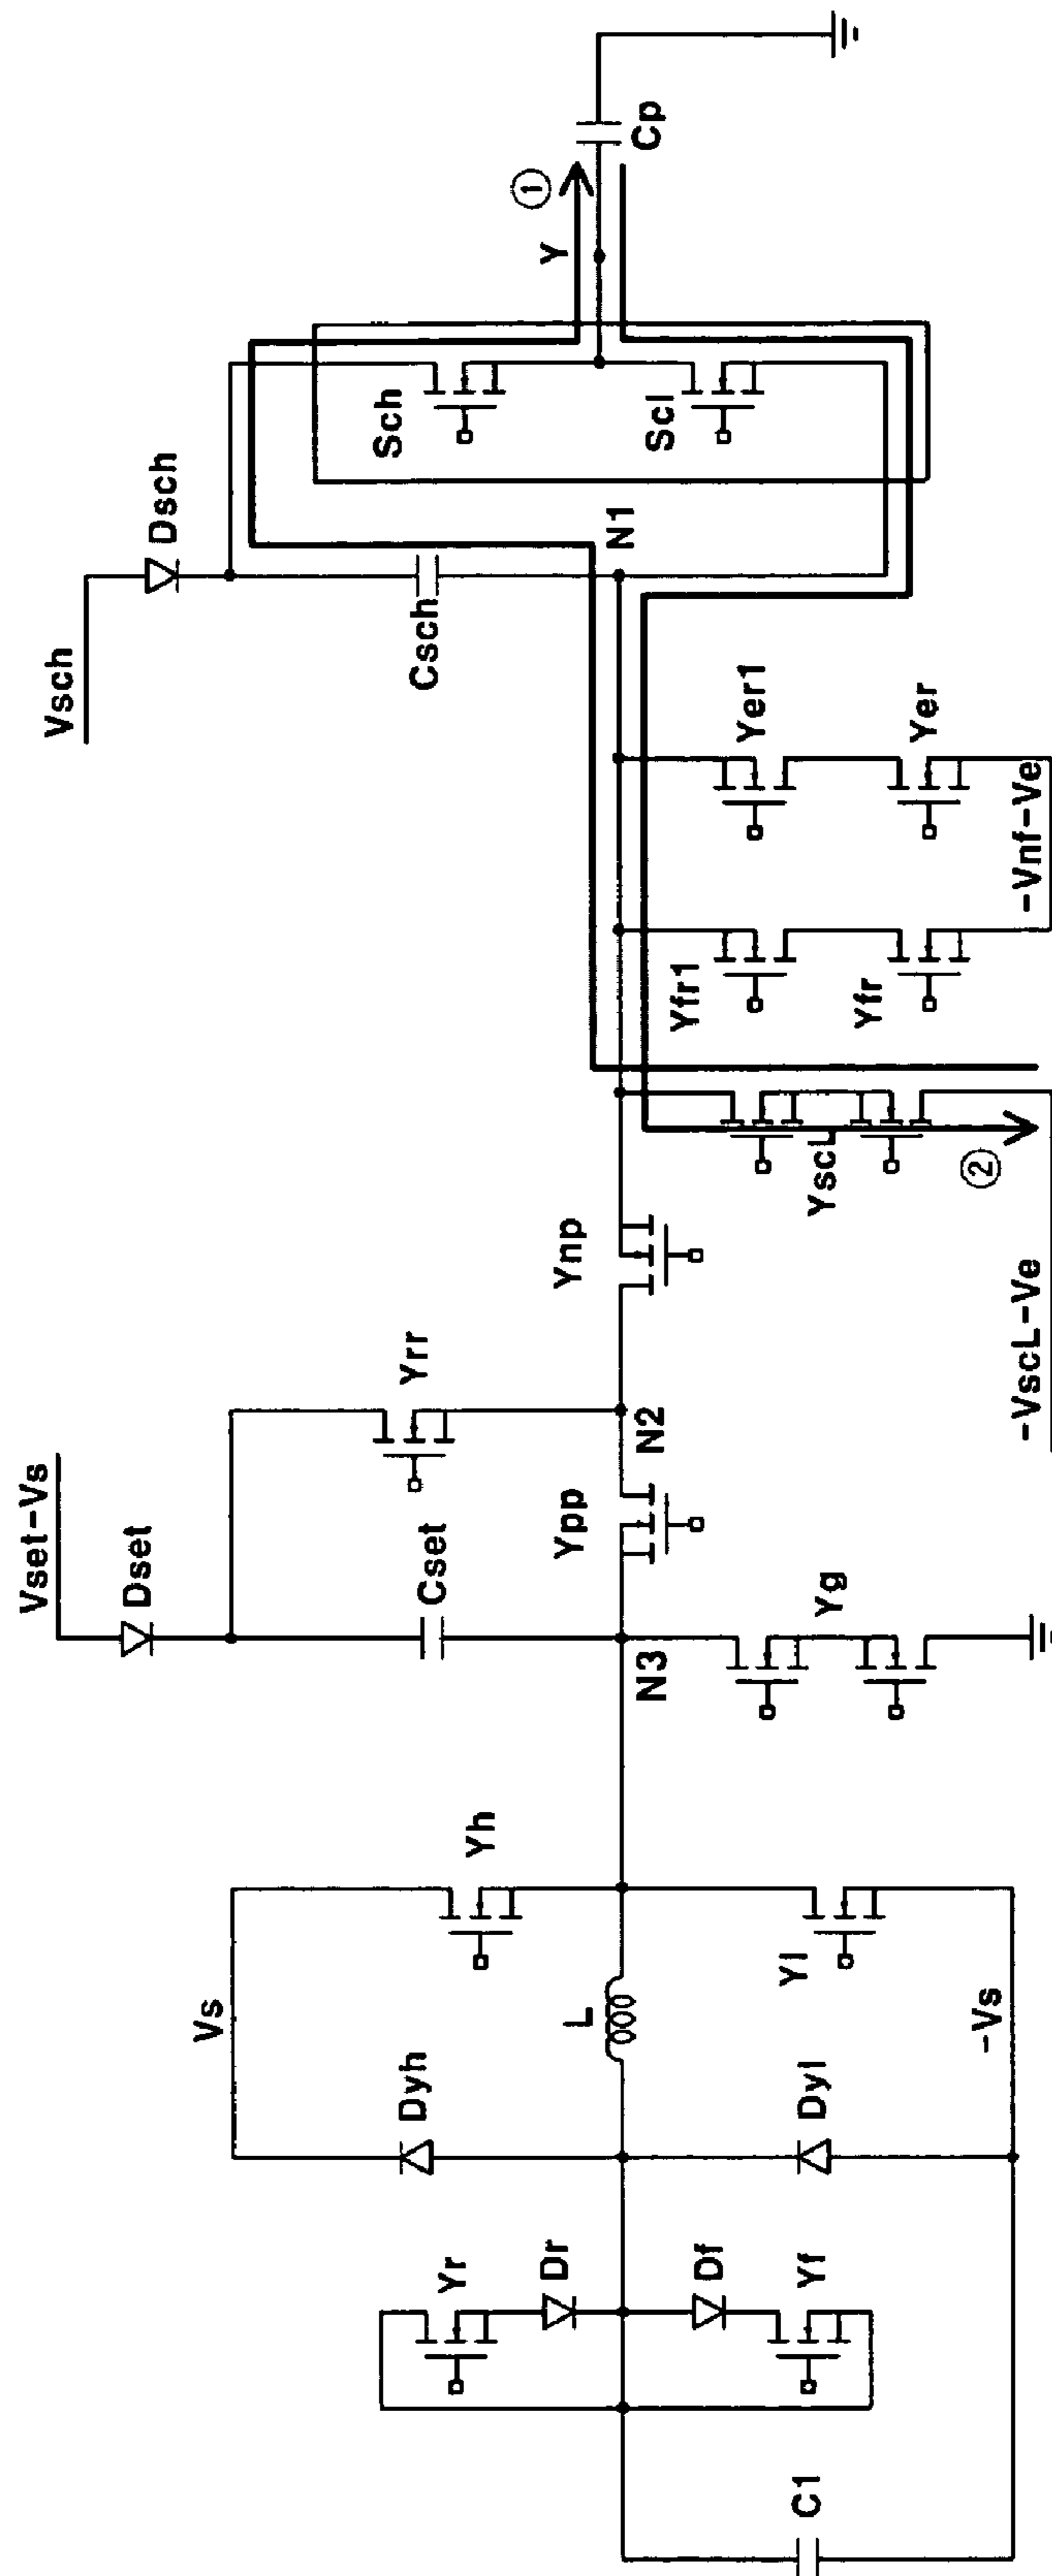 Vset-Vs
Vsch
Dset
Dsch
Vs
Yh
Cset
Yrr
Csch
Sch
Y
①
Cp
Dyh
Yr
Dr
L
Ypp
Ynp
N1
N3
N2
Df
Yf
Dyl
Yl
Yg
YscL
Yfr1
Yfr
Yer1
Yer
Scl
C1
-Vs
②
-VscL-Ve
-Vnf-Ve